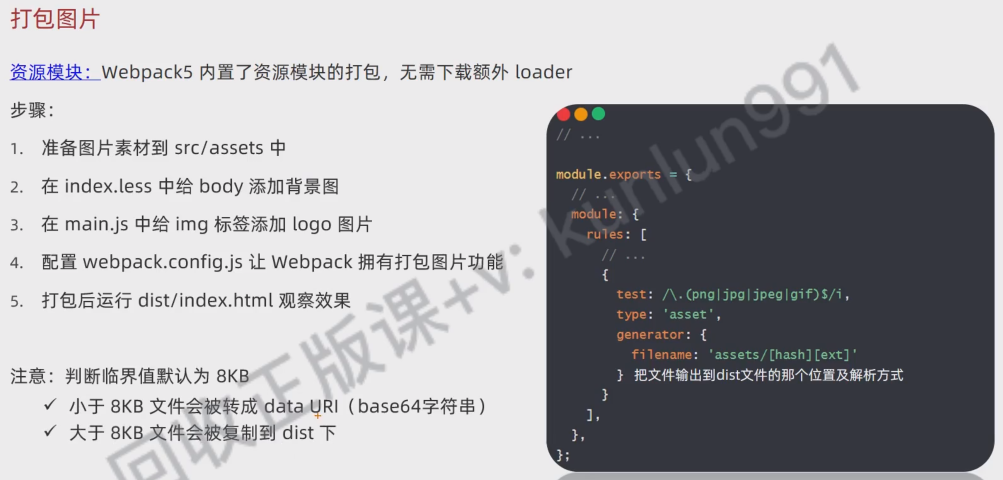 打包图片
资源模块：Webpack5 内置了资源模块的打包，无需下载额外 loader
步骤：
1. 准备图片素材到 src/assets 中
2. 在 index.less 中给 body 添加背景图
3. 在 main.js 中给 img 标签添加 logo 图片
4. 配置 webpack.config.js 让 Webpack 拥有打包图片功能
5. 打包后运行 dist/index.html 观察效果
注意：判断临界值默认为 8KB
✓ 小于 8KB 文件会被转成 data URI（base64字符串）
✓ 大于 8KB 文件会被复制到 dist 下
// ...
module.exports = {
// ...
module: {
rules: [
// ...
{
test: /\.(png|jpg|jpeg|gif)$/i,
type: 'asset',
generator: {
filename: 'assets/[hash][ext]'
} 把文件输出到dist文件的那个位置及解析方式
}
],
},
};
回收正版课+v: kunlun991